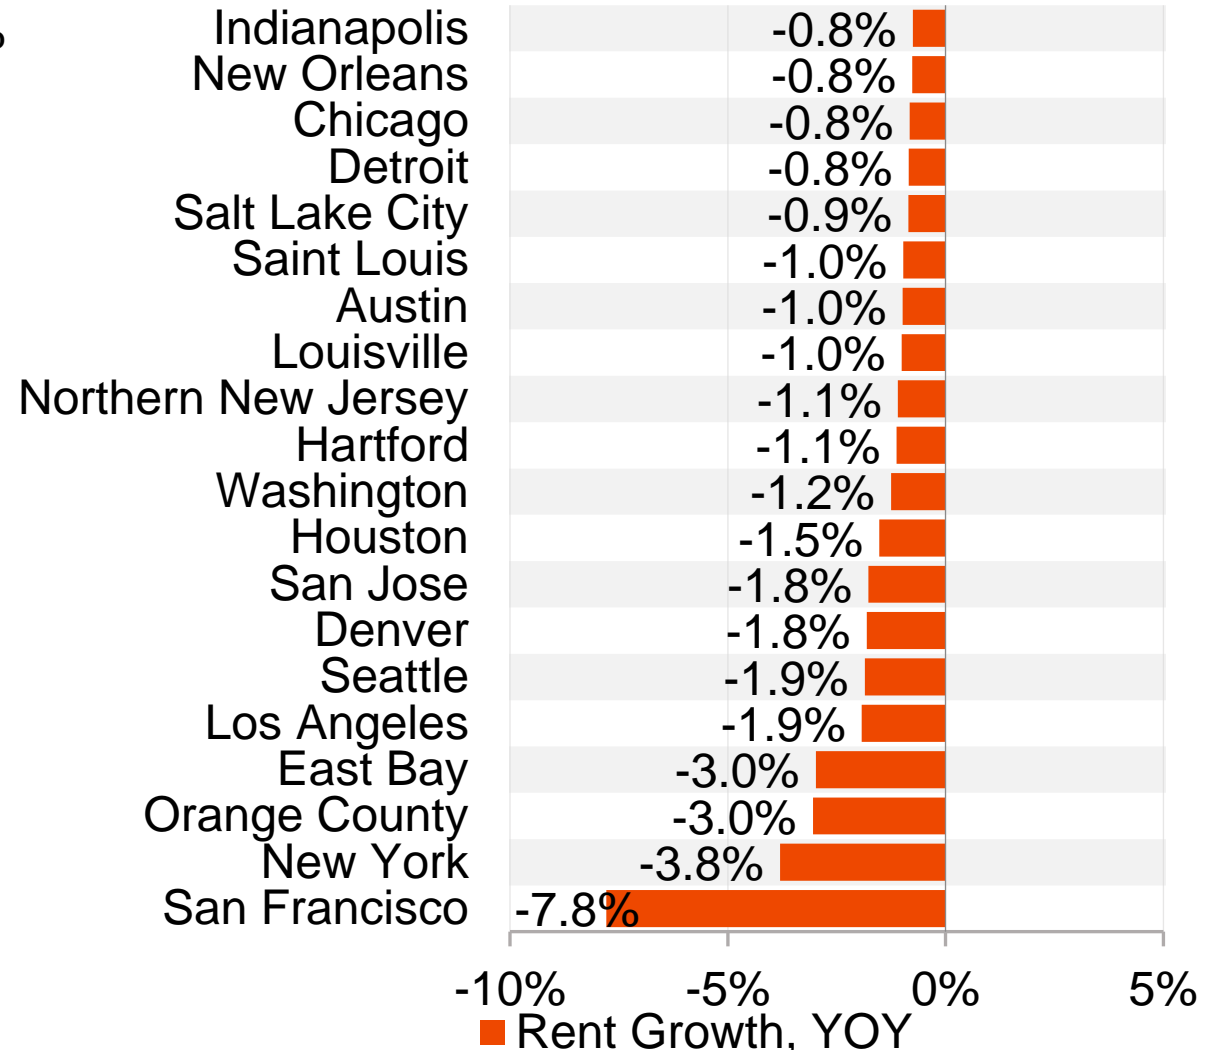 %
Indianapolis -0.8%
New Orleans -0.8%
Chicago -0.8%
Detroit -0.8%
Salt Lake City -0.9%
Saint Louis -1.0%
Austin -1.0%
Louisville -1.0%
Northern New Jersey -1.1%
Hartford -1.1%
Washington -1.2%
Houston -1.5%
San Jose -1.8%
Denver -1.8%
Seattle -1.9%
Los Angeles -1.9%
East Bay -3.0%
Orange County -3.0%
New York -3.8%
San Francisco -7.8%
-10% -5% 0% 5%
Rent Growth, YOY